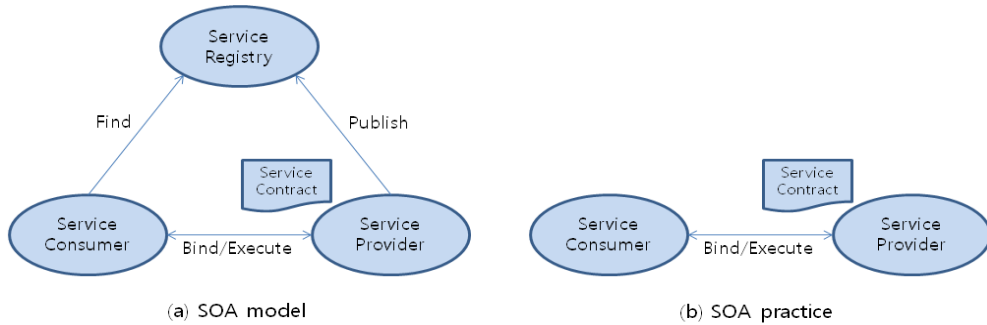 Service
Registry
Find
Publish
Service
Contract
Service
Consumer
Bind/Execute
Service
Provider
(a) SOA model
Service
Contract
Service
Consumer
Bind/Execute
Service
Provider
(b) SOA practice